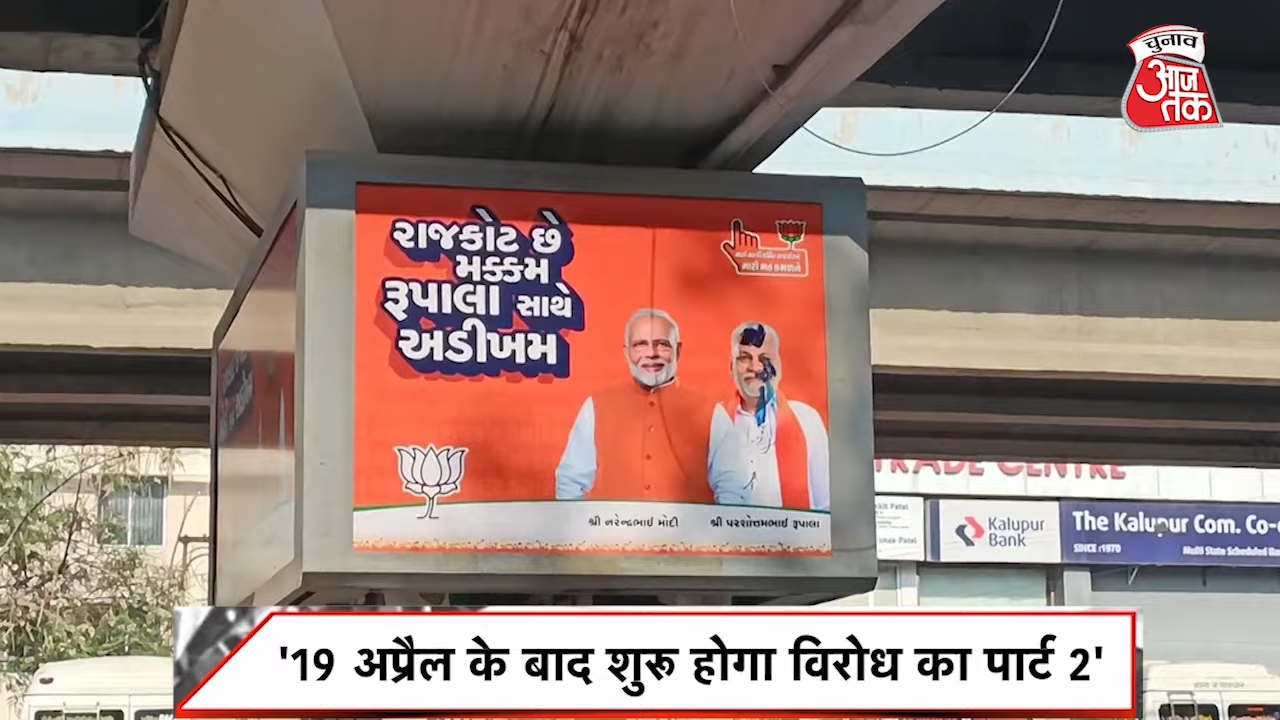 चुनाव
आज
तक
રાજકોટ છે
મક્કમ
રૂપાલા સાથે
અડીખમ
મારો મત કમળને
શ્રી નરેન્દ્રભાઈ મોદી
શ્રી પરશોત્તમભાઈ રૂપાલા
TRADE CENTRE
Kalupur
Bank
The Kalupur Com. Co-
SINCE :1970
Multi State Scheduled
'19 अप्रैल के बाद शुरू होगा विरोध का पार्ट 2'